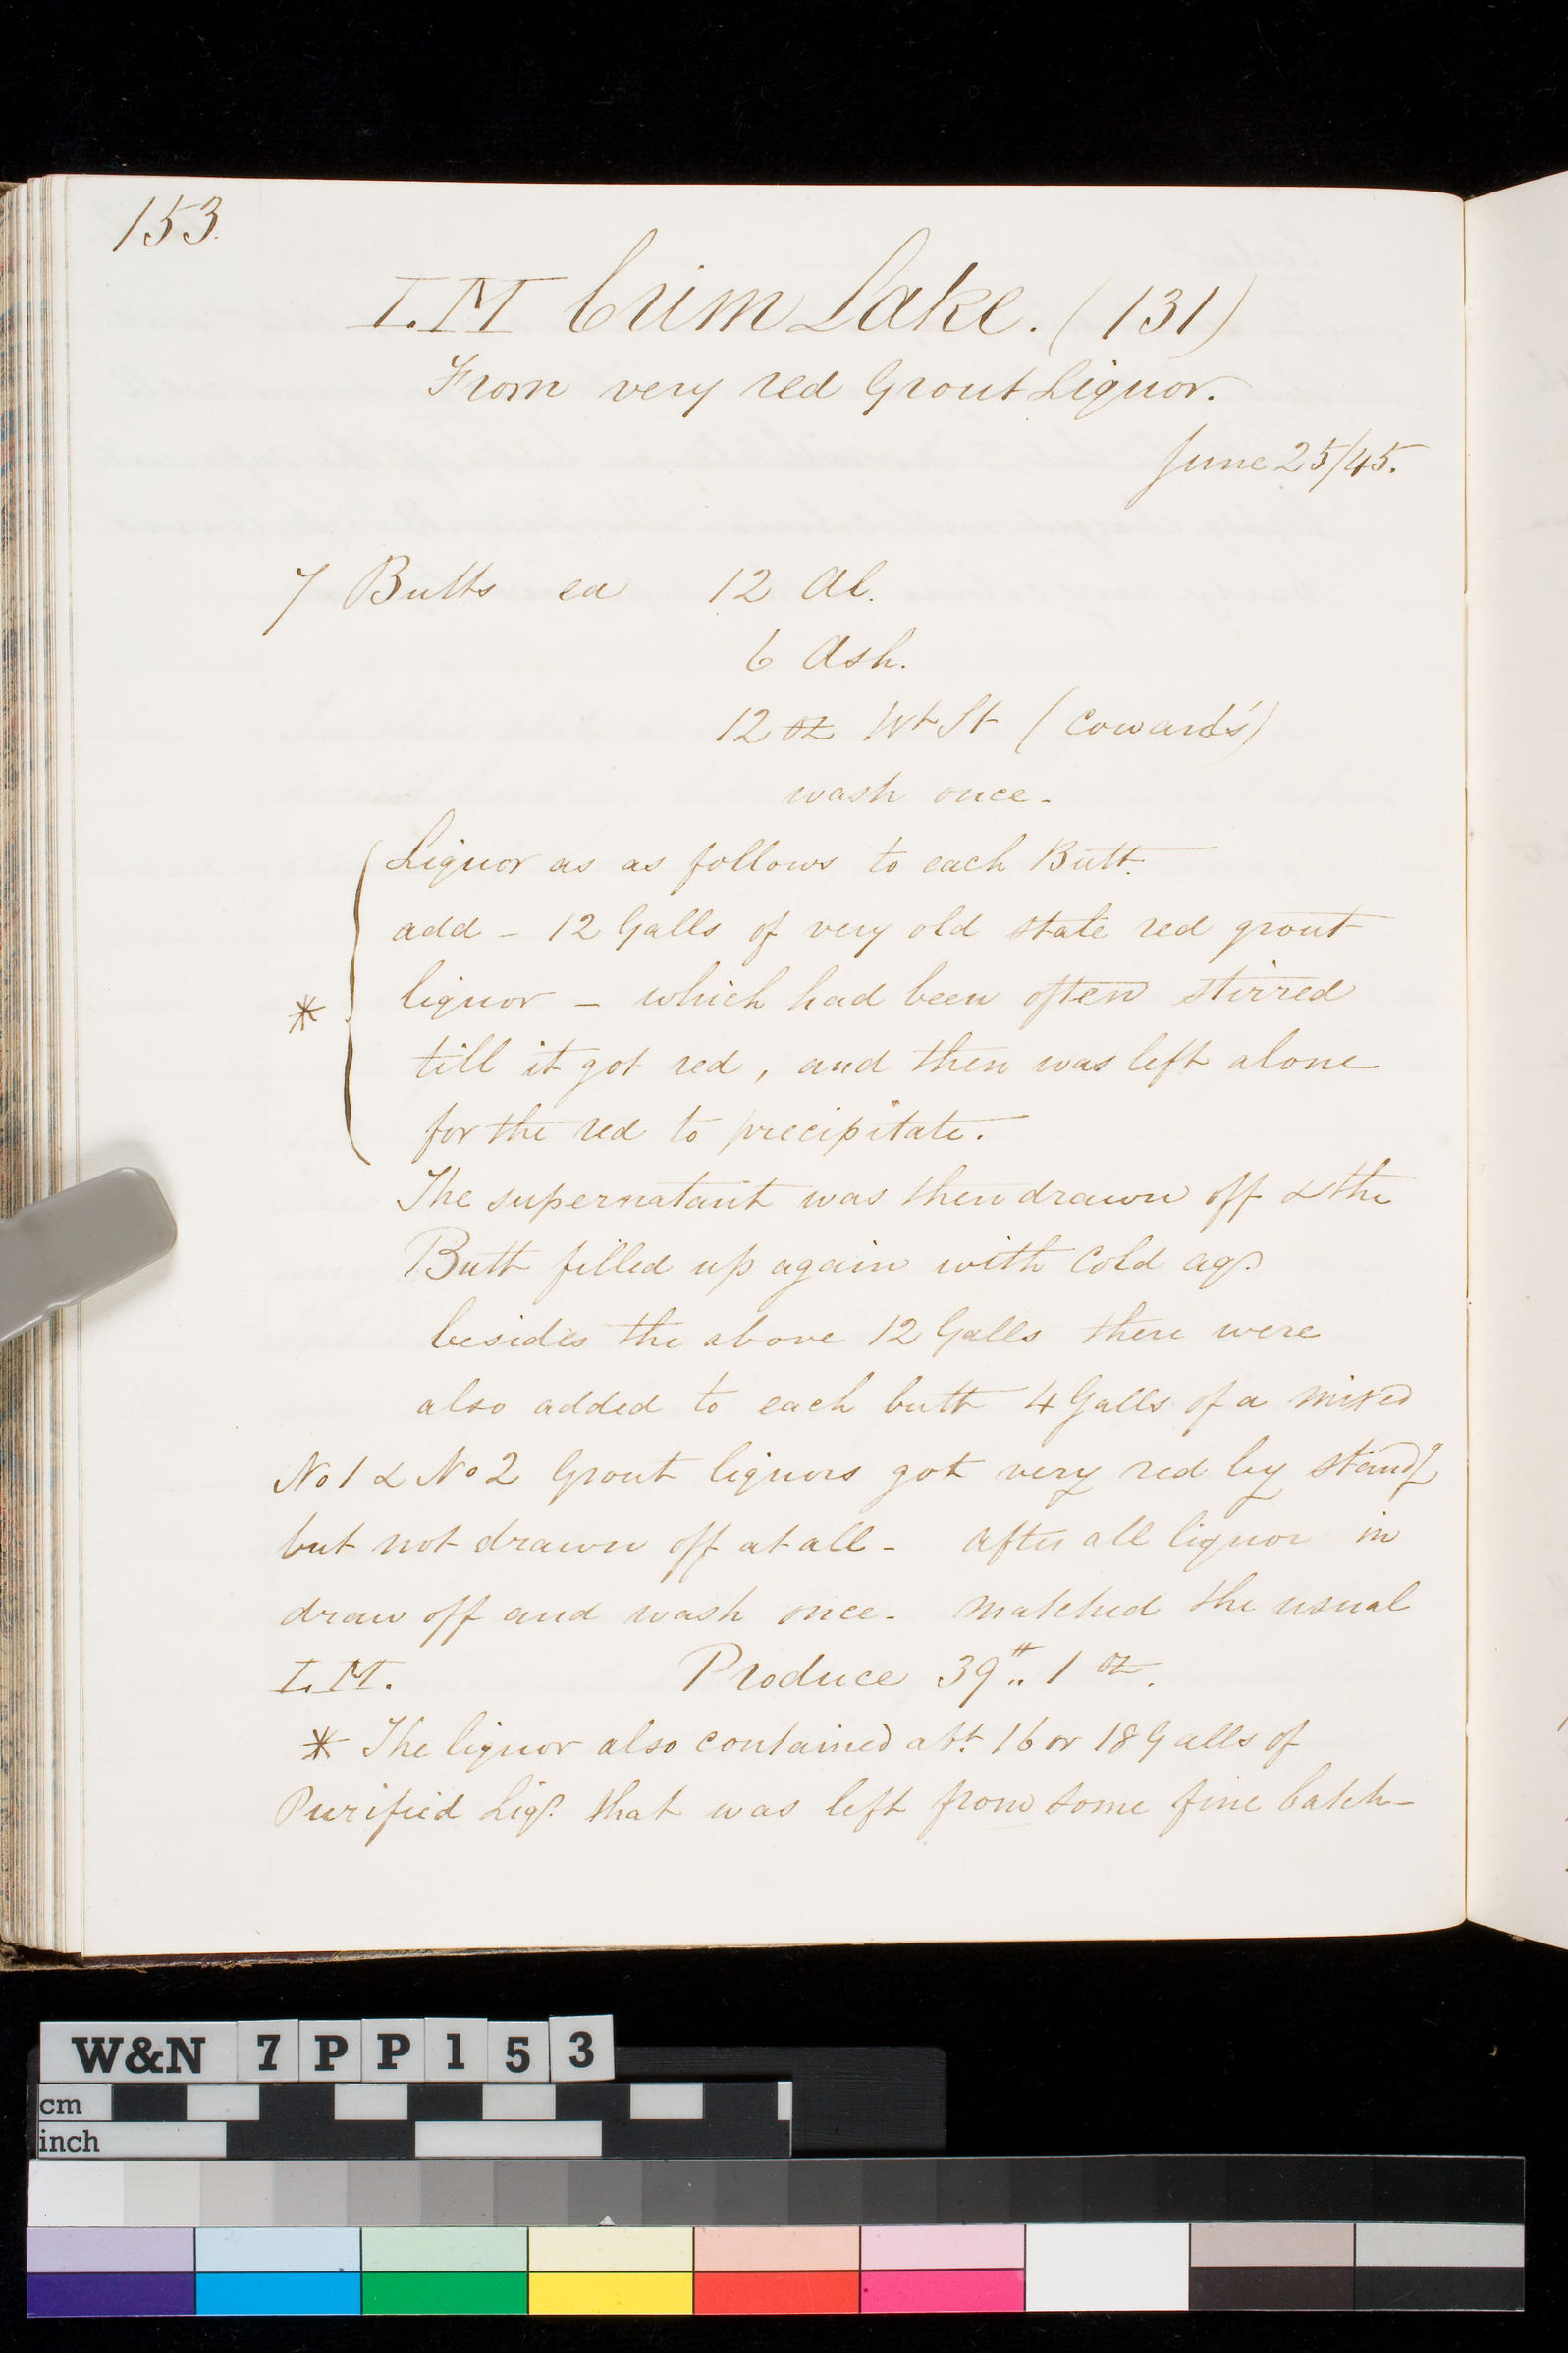 153.
I.M Crim Lake. (131)
From very red Grout Liquor.
June 25/45.
7 Butts ea 12 Al.
6 Ash.
12 oz Wt St (Coward's)
wash once -
Liquor as as follows to each Butt.
add - 12 Galls of very old stale red grout
* liquor - which had been often stirred
till it got red, and then was left alone
for the red to precipitate.
The supernatant was then drawn off & the
Butt filled up again with Cold aq.
besides the above 12 Galls there were
also added to each butt 4 Galls of a mixed
No 1 & No 2 Grout liquors got very red by standg
but not drawn off at all - after all liquor in
draw off and wash once - matched the usual
I.M. Produce 39 ℔ .. 1 oz.
* The liquor also contained abt. 16 or 18 Galls of
Purified Liqr. that was left from some fine batch -
W&N 7PP153
cm
inch